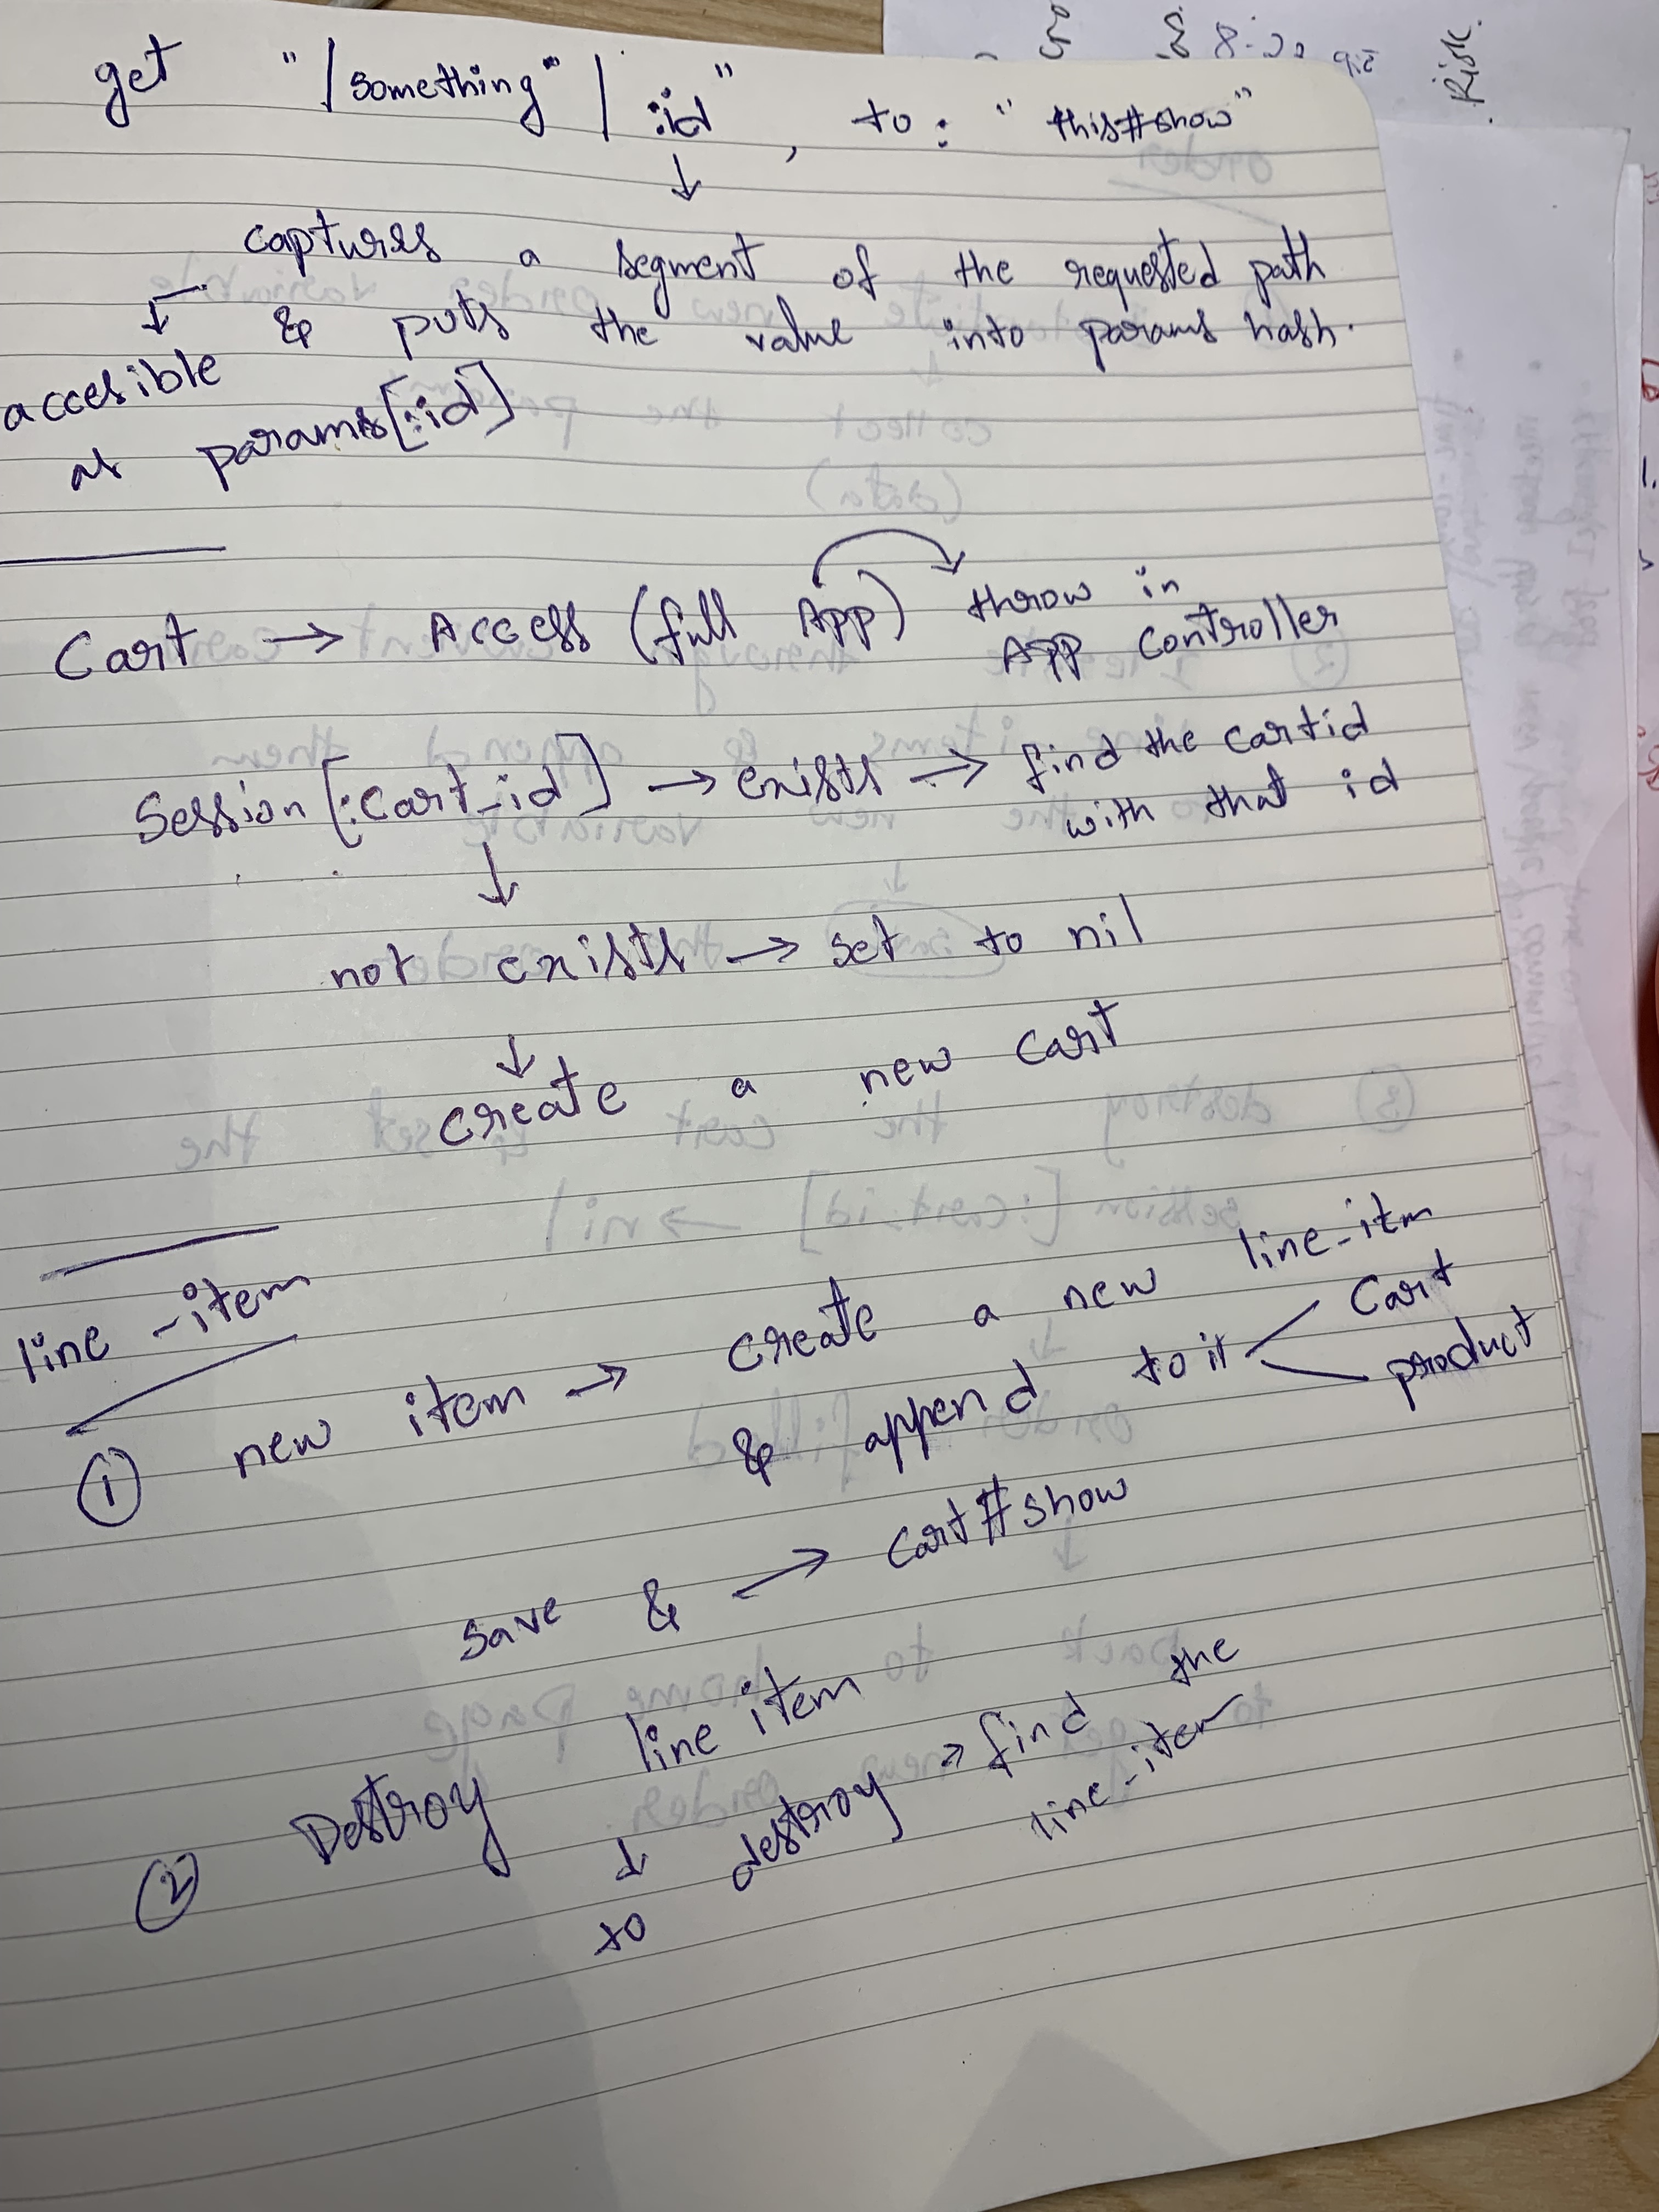 get "/something"/:id", to: "this#show"
↓
captures a segment of the requested path
& puts the value into params hash.
↓
accesible
as params[:id]
Cart → Access (full App) throw in
App controller
Session[:cart_id] → exists → find the cartid
with that id
↓
not exists → set to nil
↓
create a new cart
line-item
① new item → create a new line-itm
& append to it < Cart
product
save & → cart#show
② Destroy line item
↓
to destroy → find the
line-item
Risk.